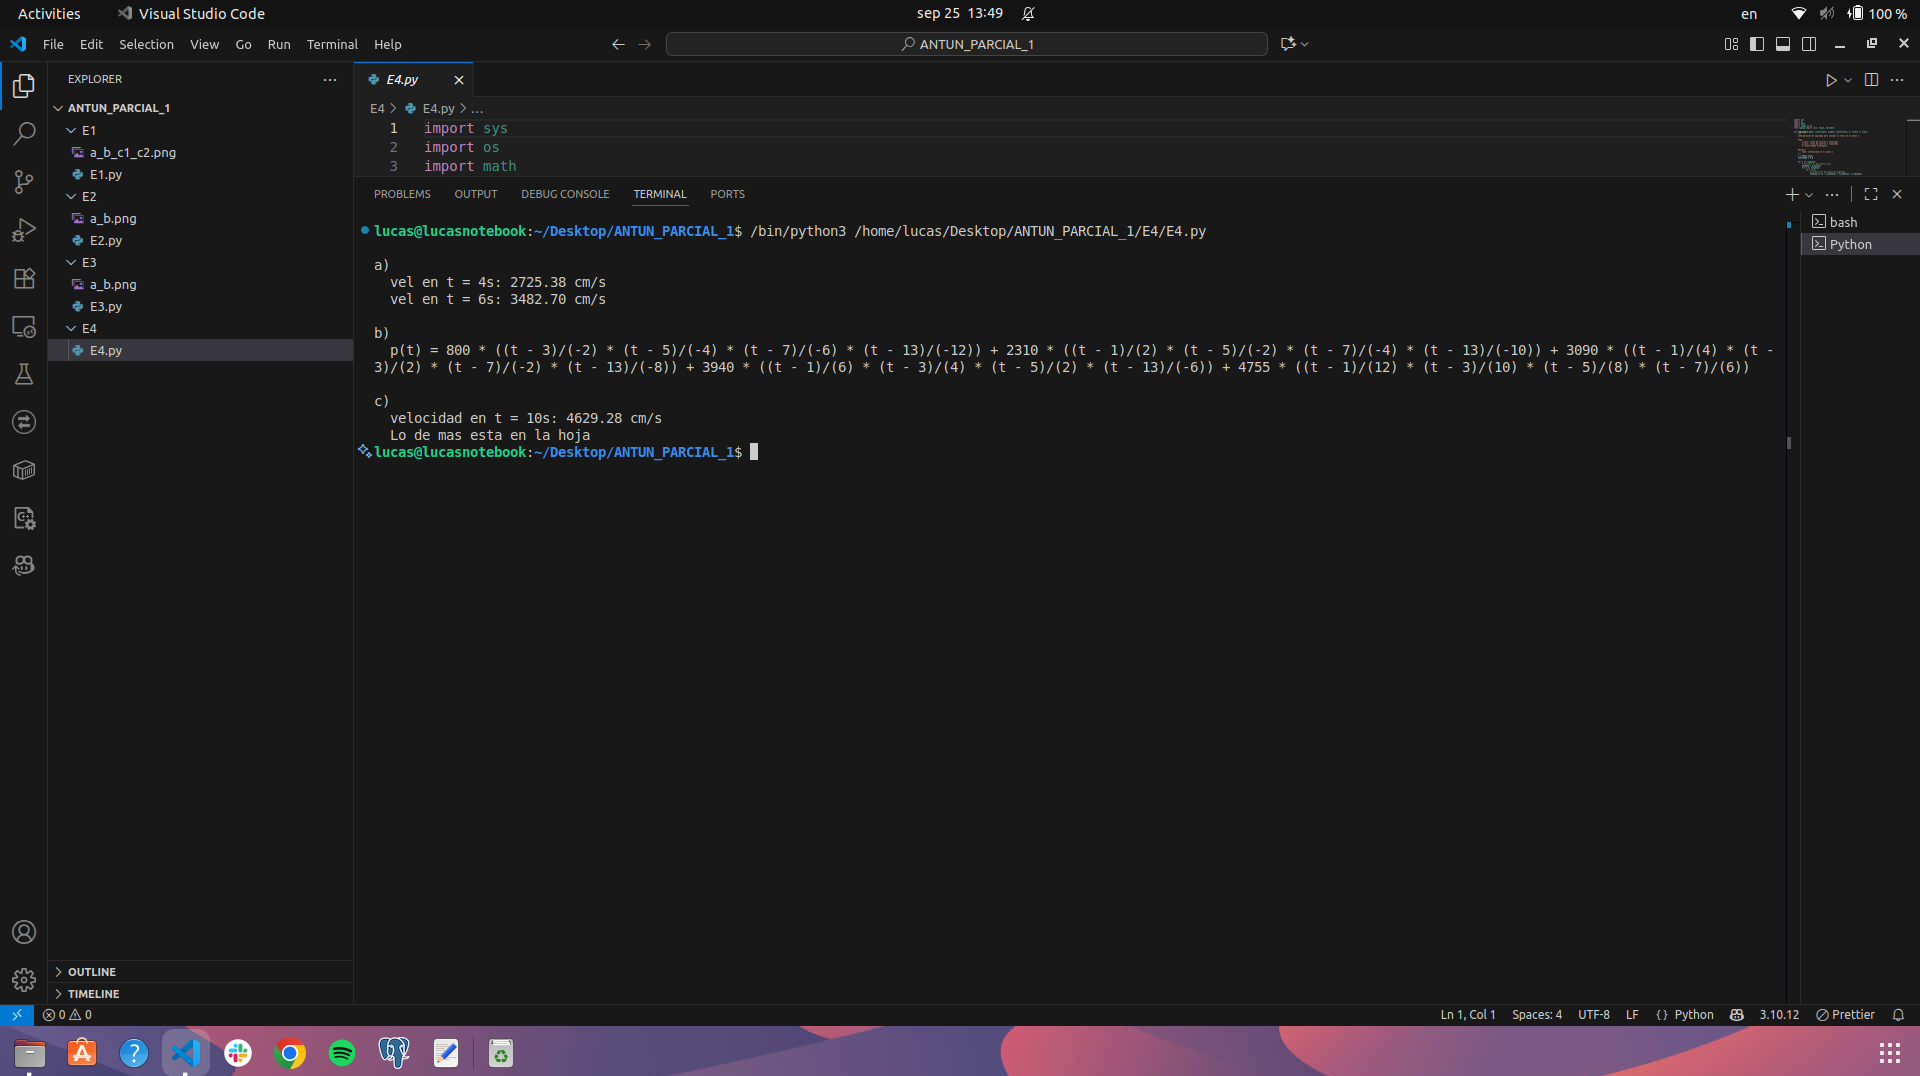 Activities
Visual Studio Code
sep 25 13:49
en
100 %
File Edit Selection View Go Run Terminal Help
ANTUN_PARCIAL_1
EXPLORER
ANTUN_PARCIAL_1
E1
a_b_c1_c2.png
E1.py
E2
a_b.png
E2.py
E3
a_b.png
E3.py
E4
E4.py
OUTLINE
TIMELINE
E4.py
E4 > E4.py > ...
1 import sys
2 import os
3 import math
PROBLEMS OUTPUT DEBUG CONSOLE TERMINAL PORTS
bash
Python
lucas@lucasnotebook:~/Desktop/ANTUN_PARCIAL_1$ /bin/python3 /home/lucas/Desktop/ANTUN_PARCIAL_1/E4/E4.py
a)
vel en t = 4s: 2725.38 cm/s
vel en t = 6s: 3482.70 cm/s
b)
p(t) = 800 * ((t - 3)/(-2) * (t - 5)/(-4) * (t - 7)/(-6) * (t - 13)/(-12)) + 2310 * ((t - 1)/(2) * (t - 5)/(-2) * (t - 7)/(-4) * (t - 13)/(-10)) + 3090 * ((t - 1)/(4) * (t -
3)/(2) * (t - 7)/(-2) * (t - 13)/(-8)) + 3940 * ((t - 1)/(6) * (t - 3)/(4) * (t - 5)/(2) * (t - 13)/(-6)) + 4755 * ((t - 1)/(12) * (t - 3)/(10) * (t - 5)/(8) * (t - 7)/(6))
c)
velocidad en t = 10s: 4629.28 cm/s
Lo de mas esta en la hoja
lucas@lucasnotebook:~/Desktop/ANTUN_PARCIAL_1$
0 0
Ln 1, Col 1 Spaces: 4 UTF-8 LF {} Python 3.10.12 Prettier